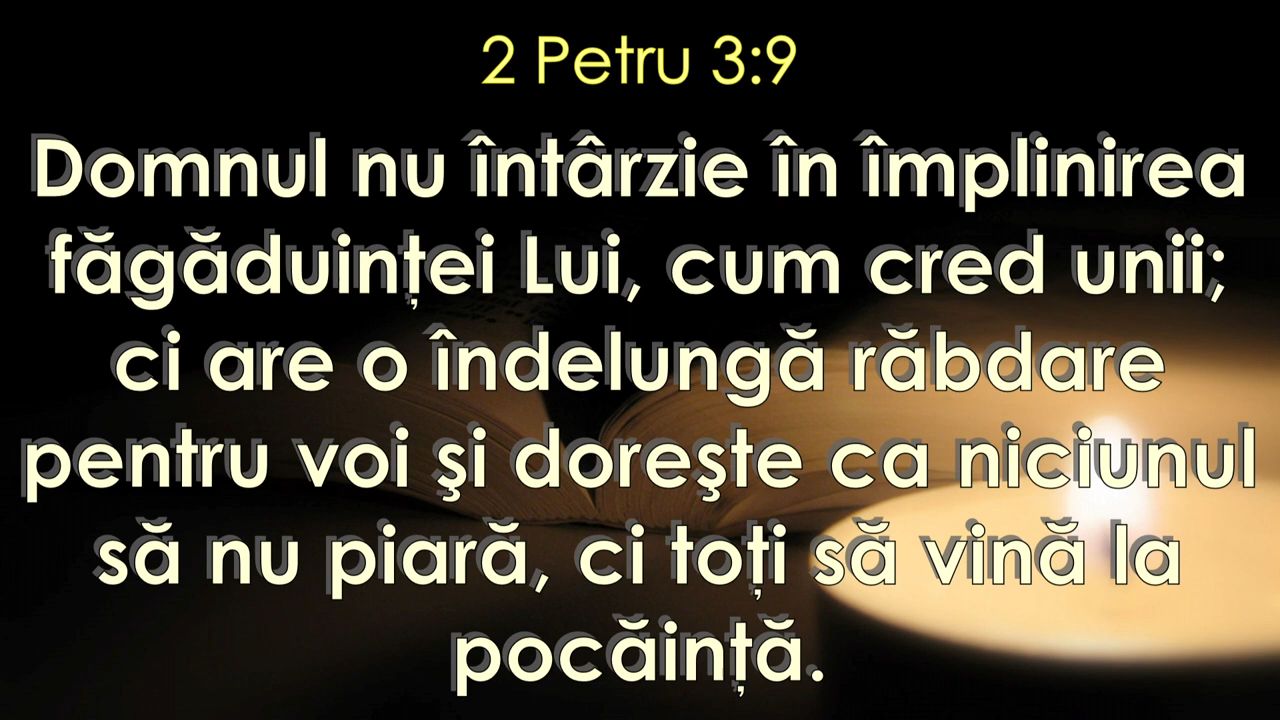 2 Petru 3:9
Domnul nu întârzie în împlinirea
făgăduinței Lui, cum cred unii;
ci are o îndelungă răbdare
pentru voi şi doreşte ca niciunul
să nu piară, ci toți să vină la
pocăință.